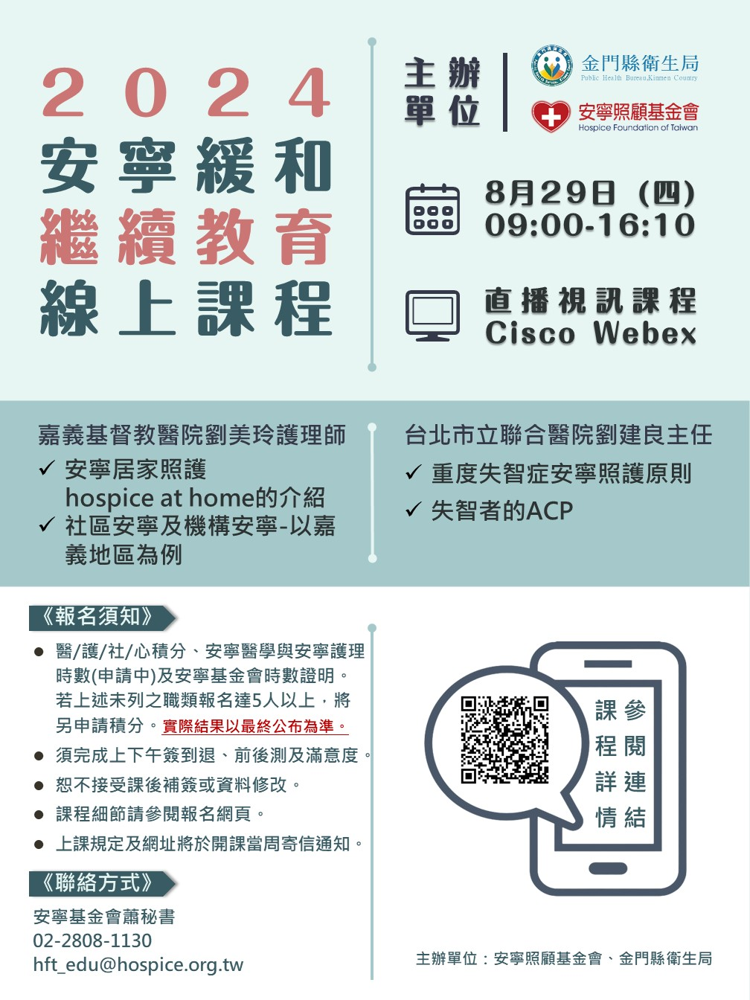 2024
安寧緩和
繼續教育
線上課程
主辦
單位
金門縣衛生局
Public Health Bureau,Kinmen Country
安寧照顧基金會
Hospice Foundation of Taiwan
8月29日 (四)
09:00-16:10
直播視訊課程
Cisco Webex
嘉義基督教醫院劉美玲護理師
✓ 安寧居家照護
hospice at home的介紹
✓ 社區安寧及機構安寧-以嘉
義地區為例
台北市立聯合醫院劉建良主任
✓ 重度失智症安寧照護原則
✓ 失智者的ACP
《報名須知》
● 醫/護/社/心積分、安寧醫學與安寧護理
時數(申請中)及安寧基金會時數證明。
若上述未列之職類報名達5人以上，將
另申請積分。實際結果以最終公布為準。
● 須完成上下午簽到退、前後測及滿意度。
● 恕不接受課後補簽或資料修改。
● 課程細節請參閱報名網頁。
● 上課規定及網址將於開課當周寄信通知。
《聯絡方式》
安寧基金會蕭秘書
02-2808-1130
hft_edu@hospice.org.tw
參閱連結
課程詳情
主辦單位：安寧照顧基金會、金門縣衛生局